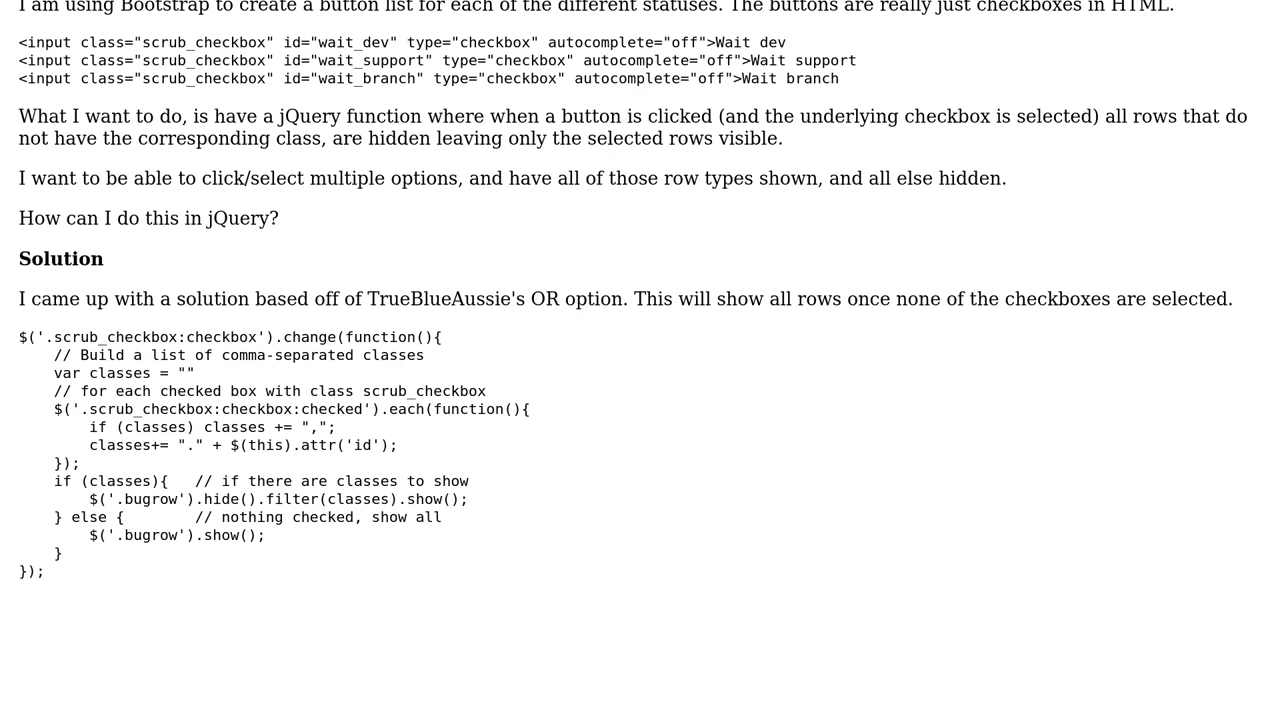 I am using Bootstrap to create a button list for each of the different statuses. The buttons are really just checkboxes in HTML.
<input class="scrub_checkbox" id="wait_dev" type="checkbox" autocomplete="off">Wait dev
<input class="scrub_checkbox" id="wait_support" type="checkbox" autocomplete="off">Wait support
<input class="scrub_checkbox" id="wait_branch" type="checkbox" autocomplete="off">Wait branch
What I want to do, is have a jQuery function where when a button is clicked (and the underlying checkbox is selected) all rows that do
not have the corresponding class, are hidden leaving only the selected rows visible.
I want to be able to click/select multiple options, and have all of those row types shown, and all else hidden.
How can I do this in jQuery?
Solution
I came up with a solution based off of TrueBlueAussie's OR option. This will show all rows once none of the checkboxes are selected.
$('.scrub_checkbox:checkbox').change(function(){
    // Build a list of comma-separated classes
    var classes = ""
    // for each checked box with class scrub_checkbox
    $('.scrub_checkbox:checkbox:checked').each(function(){
        if (classes) classes += ",";
        classes+= "." + $(this).attr('id');
    });
    if (classes){   // if there are classes to show
        $('.bugrow').hide().filter(classes).show();
    } else {        // nothing checked, show all
        $('.bugrow').show();
    }
});